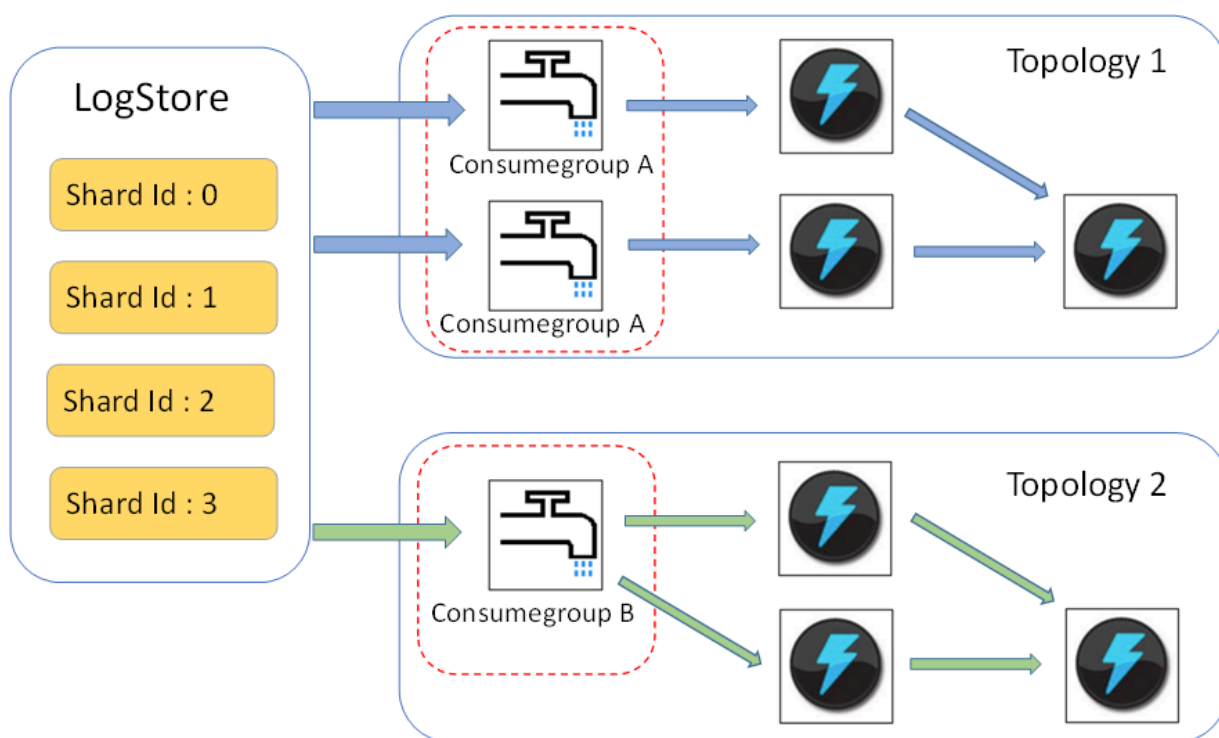 LogStore
Shard Id : 0
Shard Id : 1
Shard Id : 2
Shard Id : 3
Topology 1
Consumegroup A
Consumegroup A
Topology 2
Consumegroup B